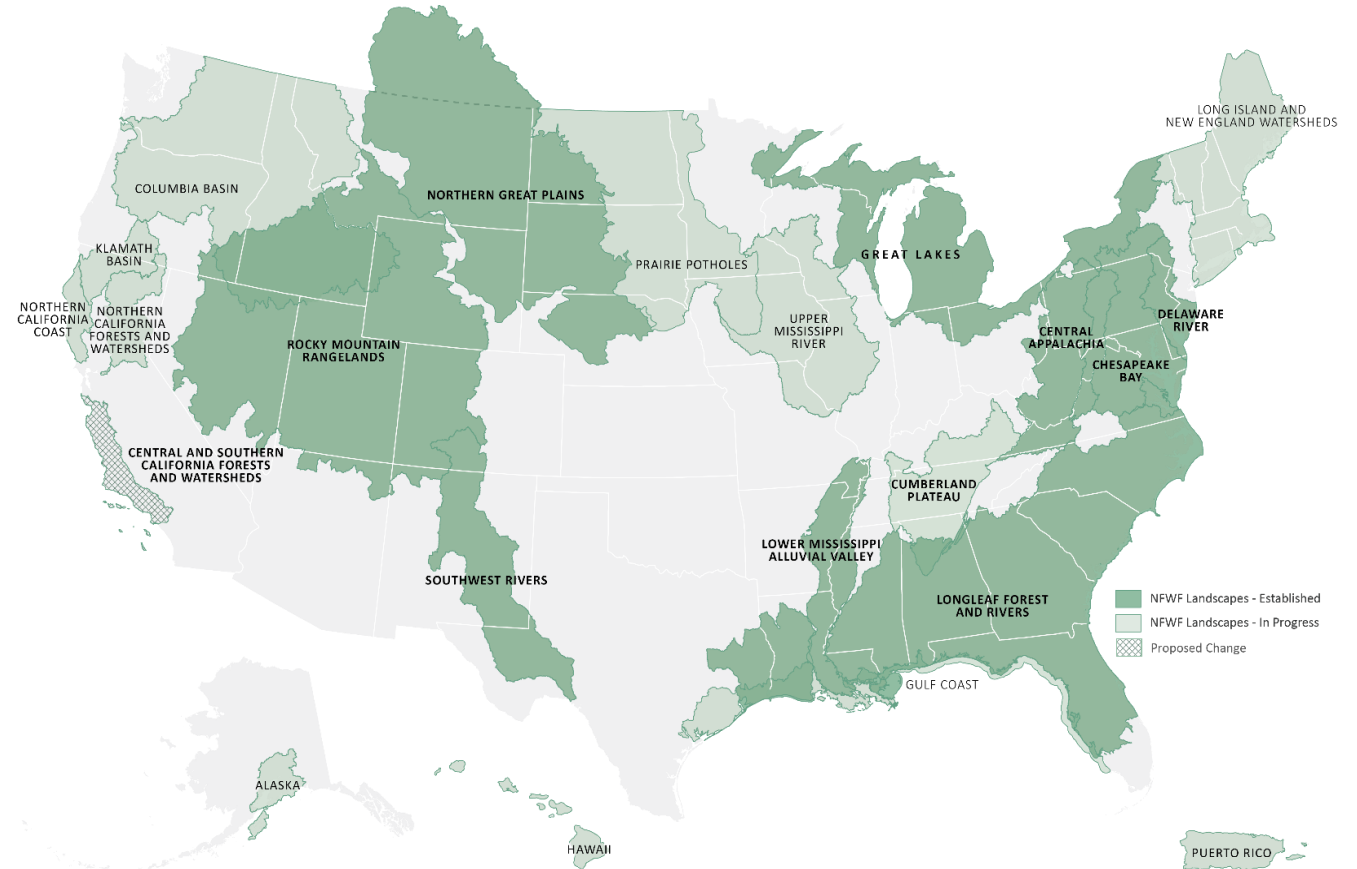 LONG ISLAND AND
NEW ENGLAND WATERSHEDS
COLUMBIA BASIN
NORTHERN GREAT PLAINS
KLAMATH
BASIN
GREAT LAKES
PRAIRIE POTHOLES
NORTHERN
CALIFORNIA
COAST
NORTHERN
CALIFORNIA
FORESTS AND
WATERSHEDS
ROCKY MOUNTAIN
RANGELANDS
UPPER
MISSISSIPPI
RIVER
CENTRAL
APPALACHIA
DELAWARE
RIVER
CHESAPEAKE
BAY
CENTRAL AND SOUTHERN
CALIFORNIA FORESTS
AND WATERSHEDS
CUMBERLAND
PLATEAU
LOWER MISSISSIPPI
ALLUVIAL VALLEY
SOUTHWEST RIVERS
LONGLEAF FOREST
AND RIVERS
NFWF Landscapes - Established
NFWF Landscapes - In Progress
Proposed Change
GULF COAST
ALASKA
HAWAII
PUERTO RICO